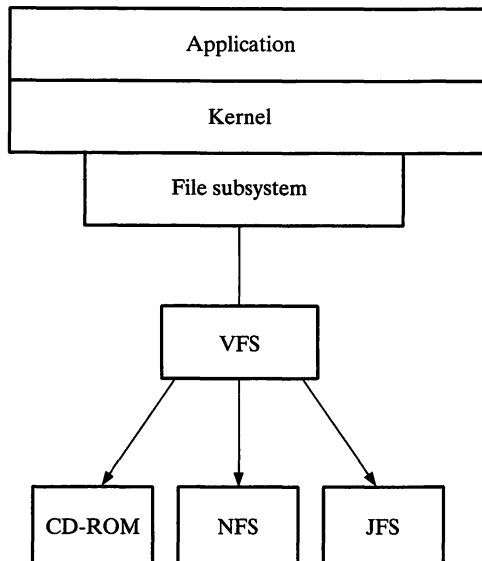 Application
Kernel
File subsystem
VFS
CD-ROM
NFS
JFS